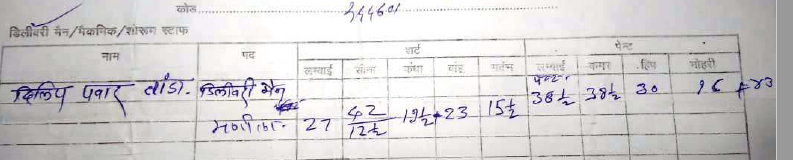 कोड 344601
डिलीवरी मैन/मैकनिक/शोरूम स्टाफ
नाम पद शर्ट पेन्ट
लम्बाई सीना कंधा बांह गर्दन लम्बाई कमर हिप मोहरी
दिलिप पवार तांडा. डिलीवरी मैन 38½ 38½ 30 16
27 42/12½ 19½ 23 15½